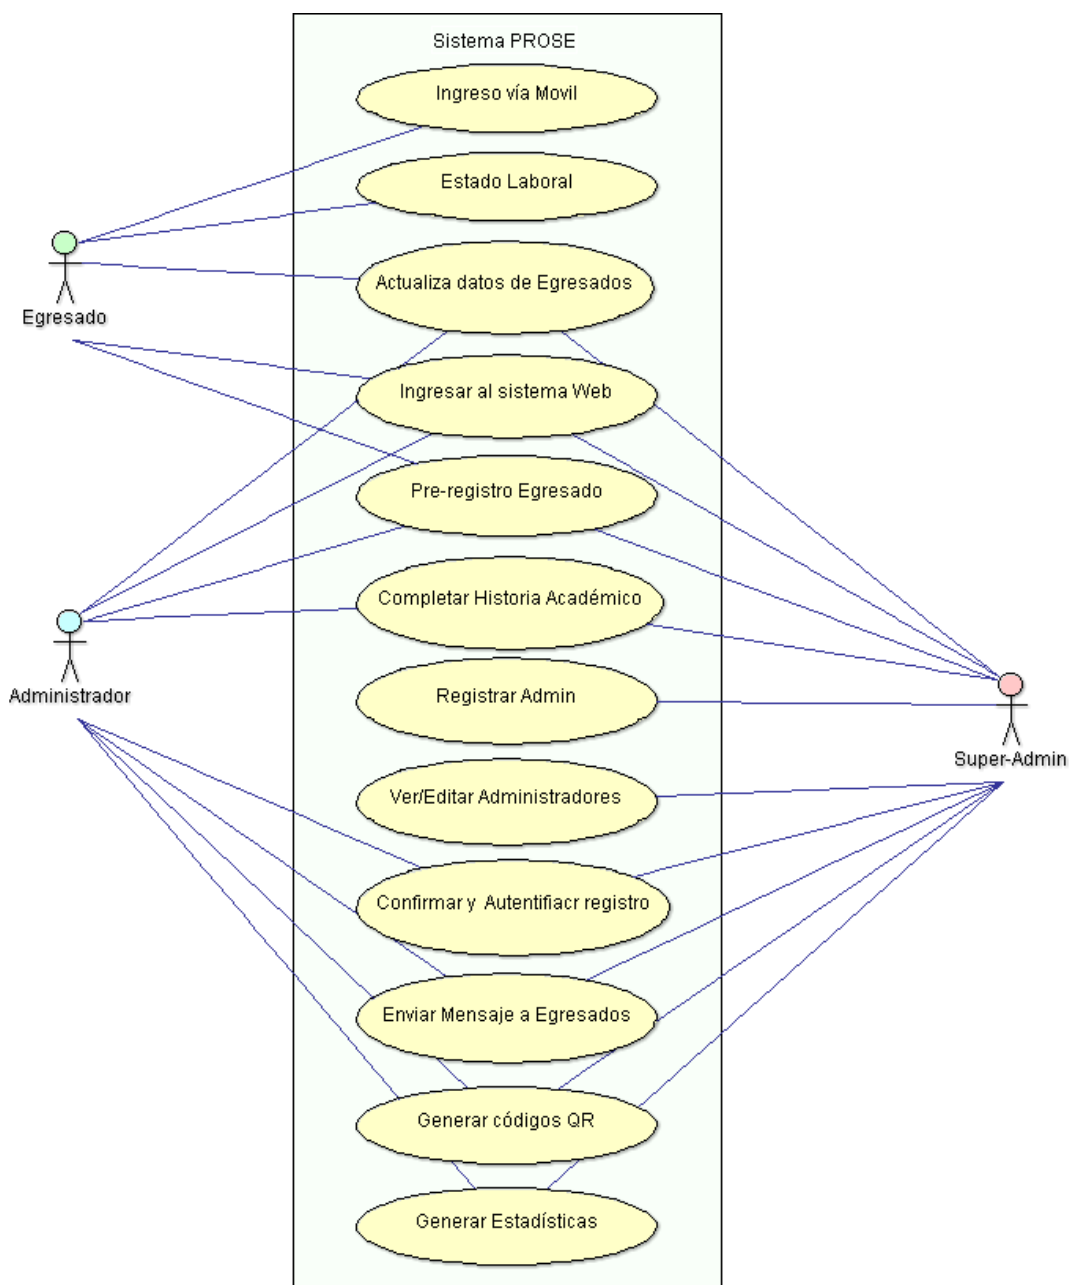 Sistema PROSE
Ingreso vía Movil
Estado Laboral
Egresado
Actualiza datos de Egresados
Ingresar al sistema Web
Pre-registro Egresado
Completar Historia Académico
Administrador
Registrar Admin
Super-Admin
Ver/Editar Administradores
Confirmar y Autentifiacr registro
Enviar Mensaje a Egresados
Generar códigos QR
Generar Estadísticas